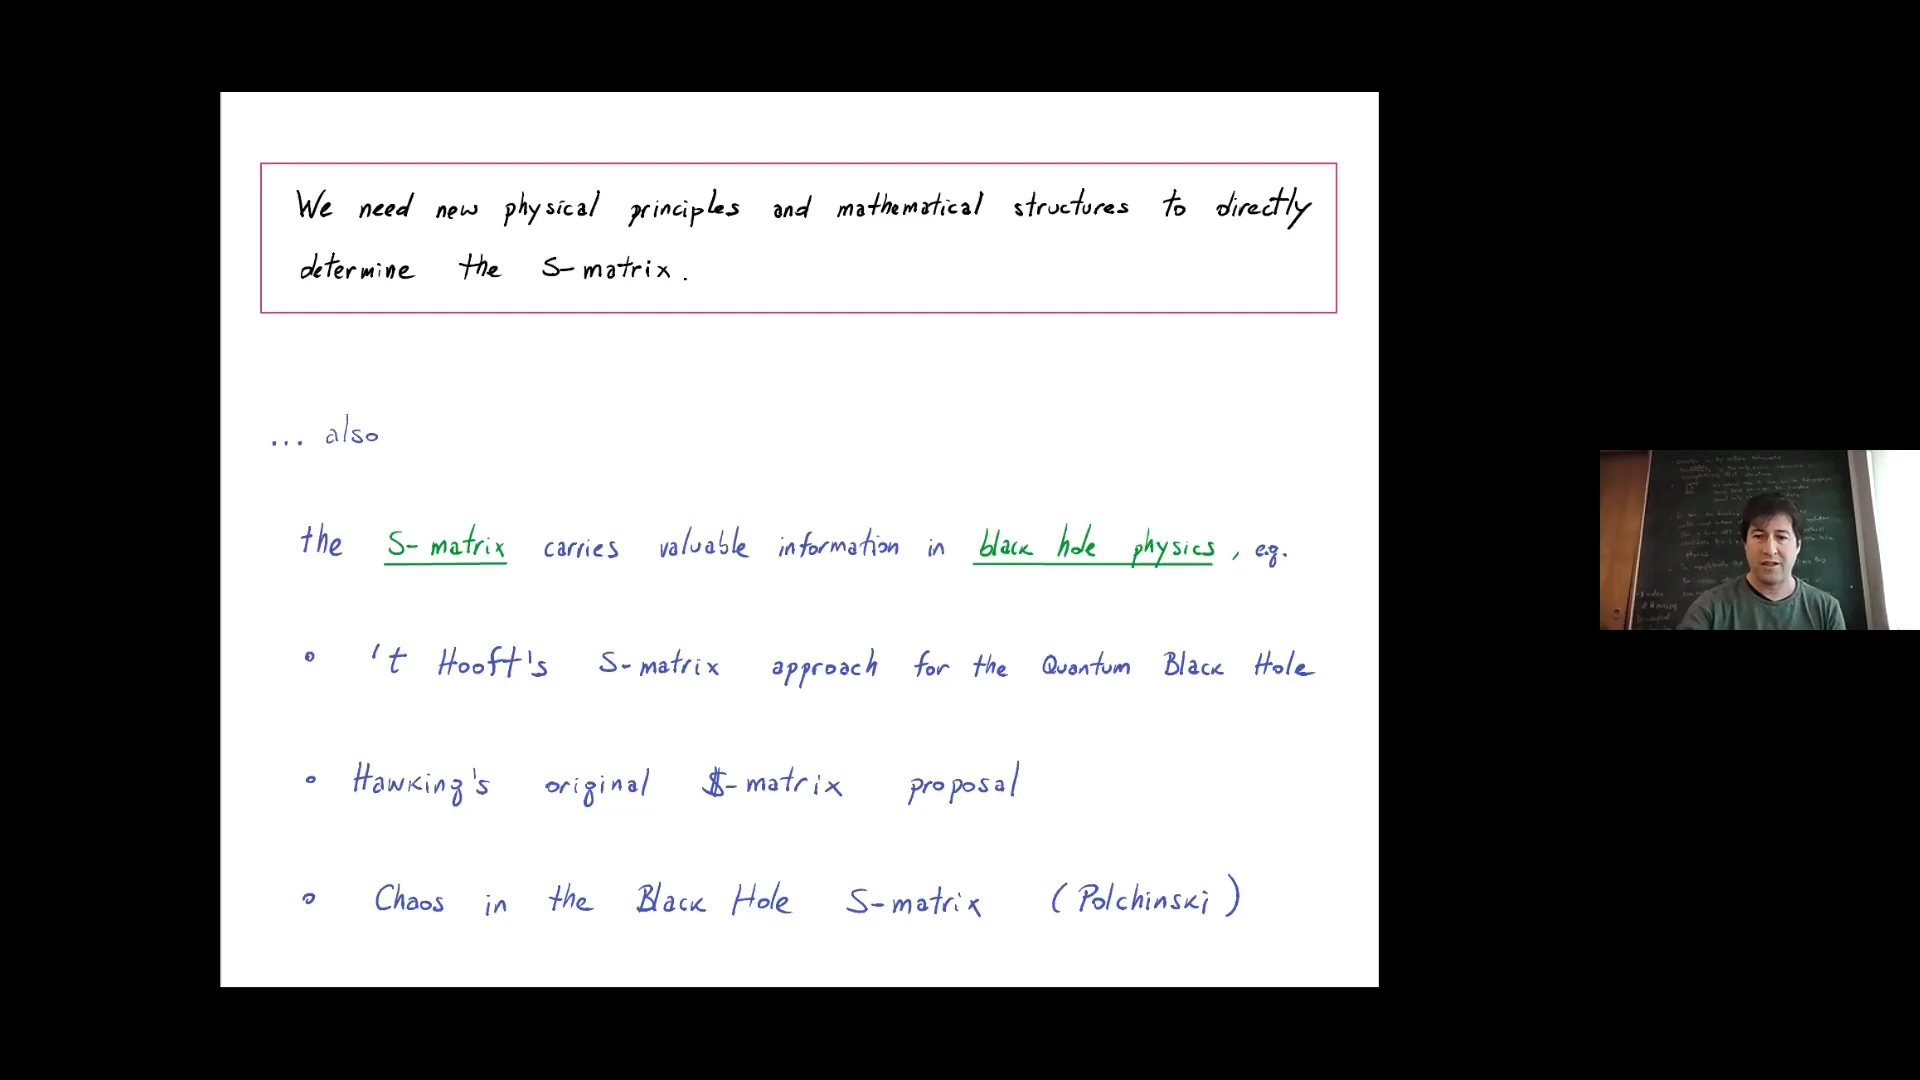 We need new physical principles and mathematical structures to directly
determine the S-matrix.
... also
the S-matrix carries valuable information in black hole physics, e.g.
• 't Hooft's S-matrix approach for the Quantum Black Hole
• Hawking's original $-matrix proposal
• Chaos in the Black Hole S-matrix (Polchinski)